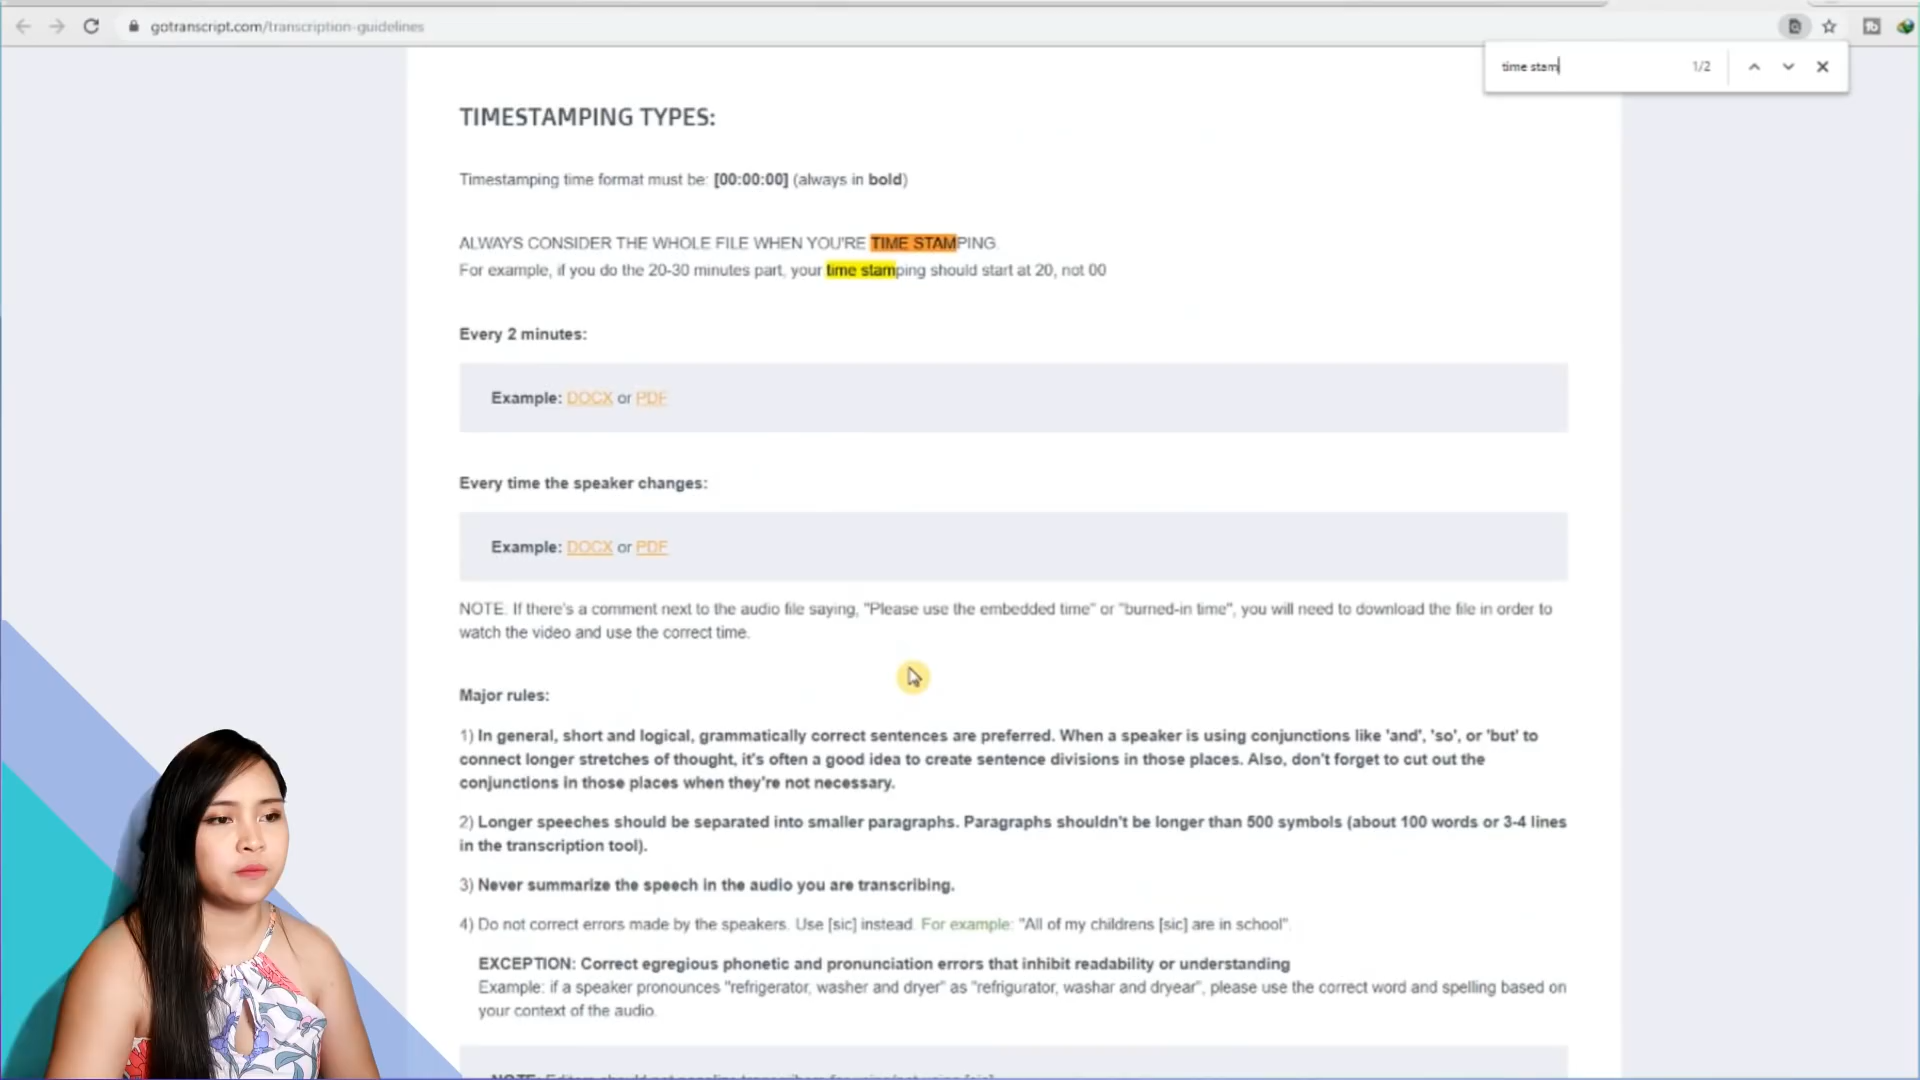 gotranscript.com/transcription-guidelines
time stam 1/2
TIMESTAMPING TYPES:
Timestamping time format must be: [00:00:00] (always in bold)
ALWAYS CONSIDER THE WHOLE FILE WHEN YOU'RE TIME STAMPING.
For example, if you do the 20-30 minutes part, your time stamping should start at 20, not 00
Every 2 minutes:
Example: DOCX or PDF
Every time the speaker changes:
Example: DOCX or PDF
NOTE. If there's a comment next to the audio file saying, "Please use the embedded time" or "burned-in time", you will need to download the file in order to
watch the video and use the correct time.
Major rules:
1) In general, short and logical, grammatically correct sentences are preferred. When a speaker is using conjunctions like 'and', 'so', or 'but' to
connect longer stretches of thought, it's often a good idea to create sentence divisions in those places. Also, don't forget to cut out the
conjunctions in those places when they're not necessary.
2) Longer speeches should be separated into smaller paragraphs. Paragraphs shouldn't be longer than 500 symbols (about 100 words or 3-4 lines
in the transcription tool).
3) Never summarize the speech in the audio you are transcribing.
4) Do not correct errors made by the speakers. Use [sic] instead. For example: "All of my childrens [sic] are in school".
EXCEPTION: Correct egregious phonetic and pronunciation errors that inhibit readability or understanding
Example: if a speaker pronounces "refrigerator, washer and dryer" as "refrigurator, washar and dryear", please use the correct word and spelling based on
your context of the audio.